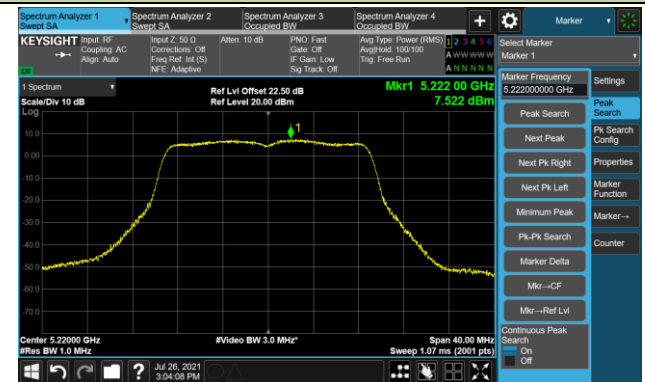 Spectrum Analyzer 1
Swept SA
Spectrum Analyzer 2
Swept SA
Spectrum Analyzer 3
Occupied BW
Spectrum Analyzer 4
Occupied BW
+
Marker
KEYSIGHT
Input: RF
Coupling: AC
Align: Auto
Input Z: 50 Ω
Corrections: Off
Freq Ref: Int (S)
NFE: Adaptive
Atten: 10 dB
PNO: Fast
Gate: Off
IF Gain: Low
Sig Track: Off
Avg Type: Power (RMS)
Avg|Hold: 100/100
Trig: Free Run
1 2 3 4 5 6
A W W W W W
A N N N N N
Select Marker
Marker 1
1 Spectrum
Scale/Div 10 dB
Log
Ref Lvl Offset 22.50 dB
Ref Level 20.00 dBm
Mkr1 5.222 00 GHz
7.522 dBm
1
10.0
0.00
-10.0
-20.0
-30.0
-40.0
-50.0
-60.0
-70.0
Center 5.22000 GHz
#Res BW 1.0 MHz
#Video BW 3.0 MHz*
Span 40.00 MHz
Sweep 1.07 ms (2001 pts)
Marker Frequency
5.222000000 GHz
Peak Search
Next Peak
Next Pk Right
Next Pk Left
Minimum Peak
Pk-Pk Search
Marker Delta
Mkr→CF
Mkr→Ref Lvl
Continuous Peak
Search
On
Off
Settings
Peak
Search
Pk Search
Config
Properties
Marker
Function
Marker→
Counter
?
Jul 26, 2021
3:04:08 PM